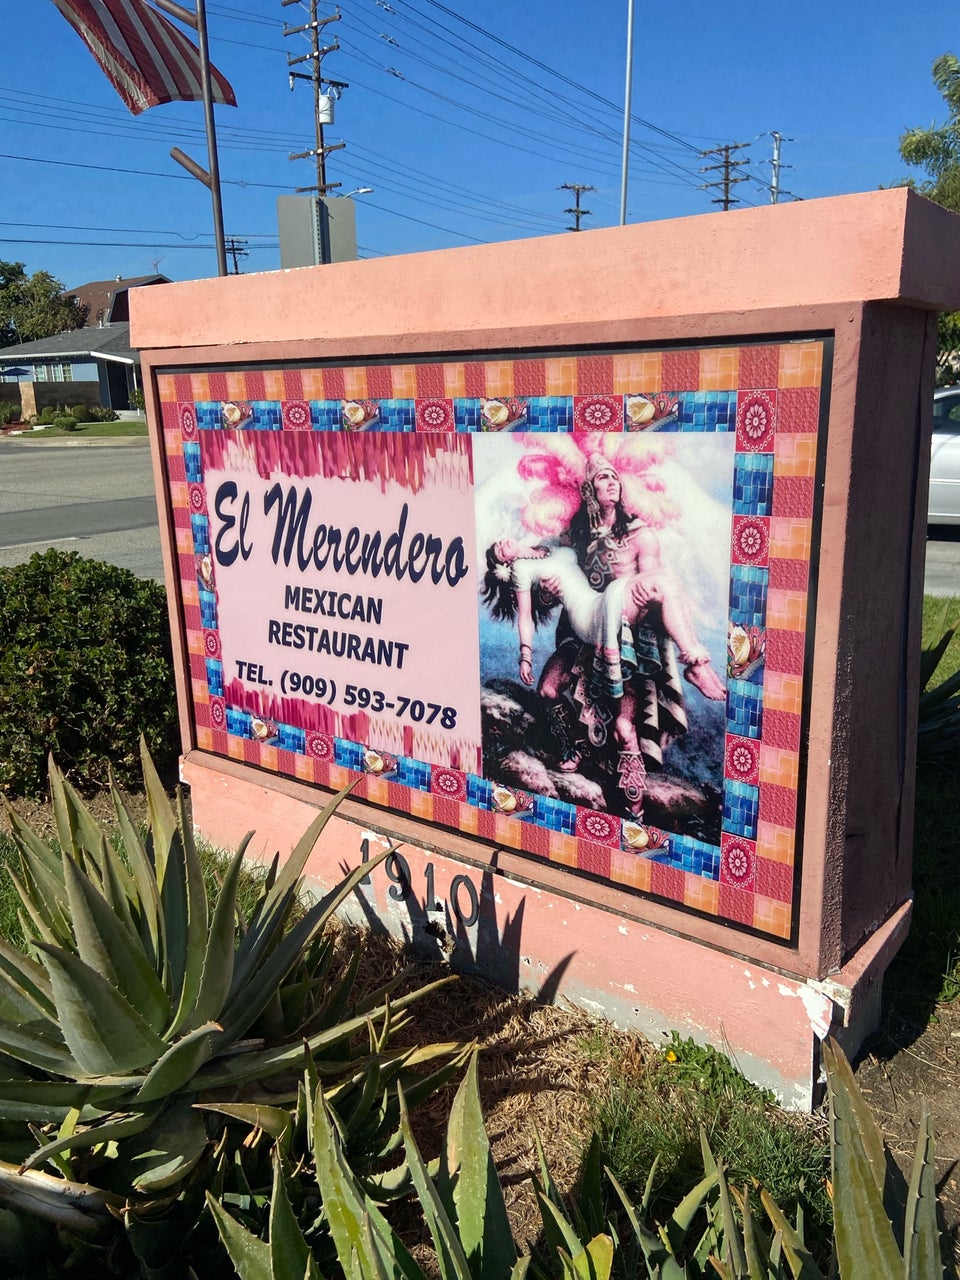 El Merendero
MEXICAN
RESTAURANT
TEL. (909) 593-7078
1910